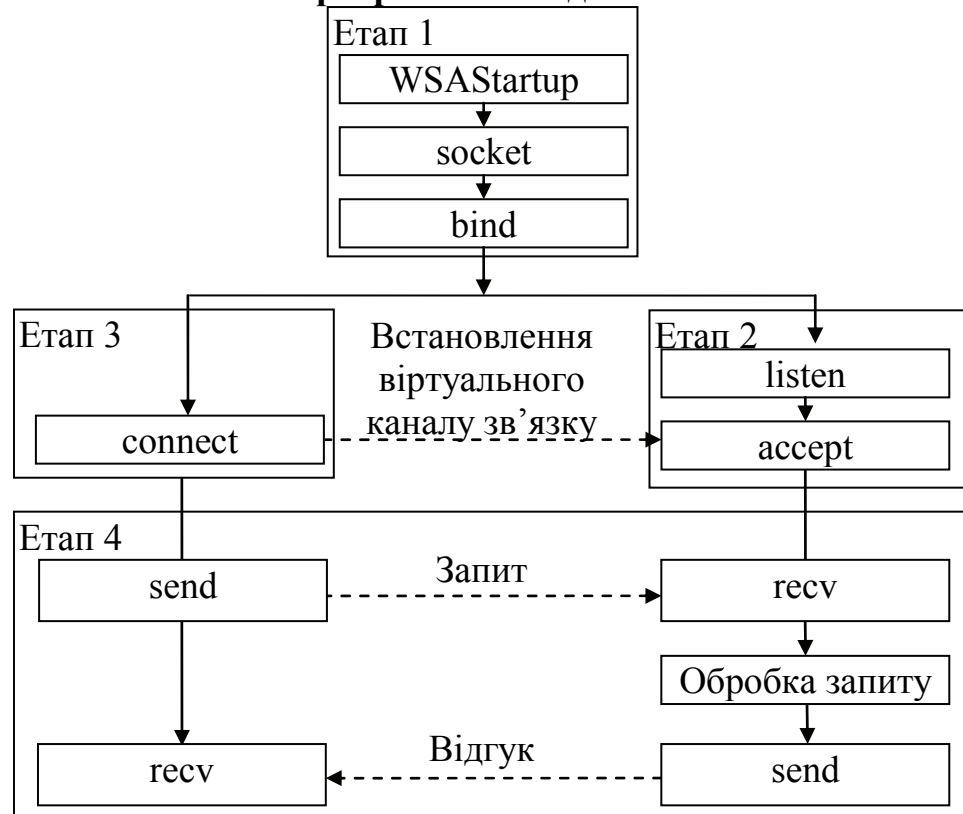 Етап 1
WSAStartup
socket
bind
Етап 3
Встановлення
віртуального
каналу зв’язку
Етап 2
listen
connect
accept
Етап 4
send
Запит
recv
Обробка запиту
recv
Відгук
send